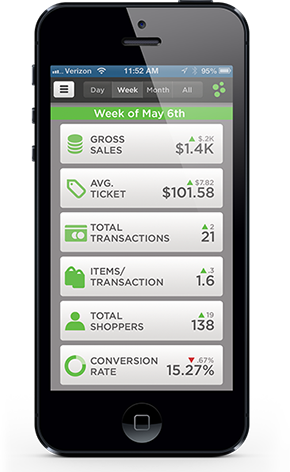 Verizon 11:52 AM 95%
Day Week Month All
Week of May 6th
GROSS
SALES
$.2K
$1.4K
AVG.
TICKET
$7.82
$101.58
TOTAL
TRANSACTIONS
2
21
ITEMS/
TRANSACTION
.3
1.6
TOTAL
SHOPPERS
19
138
CONVERSION
RATE
.67%
15.27%